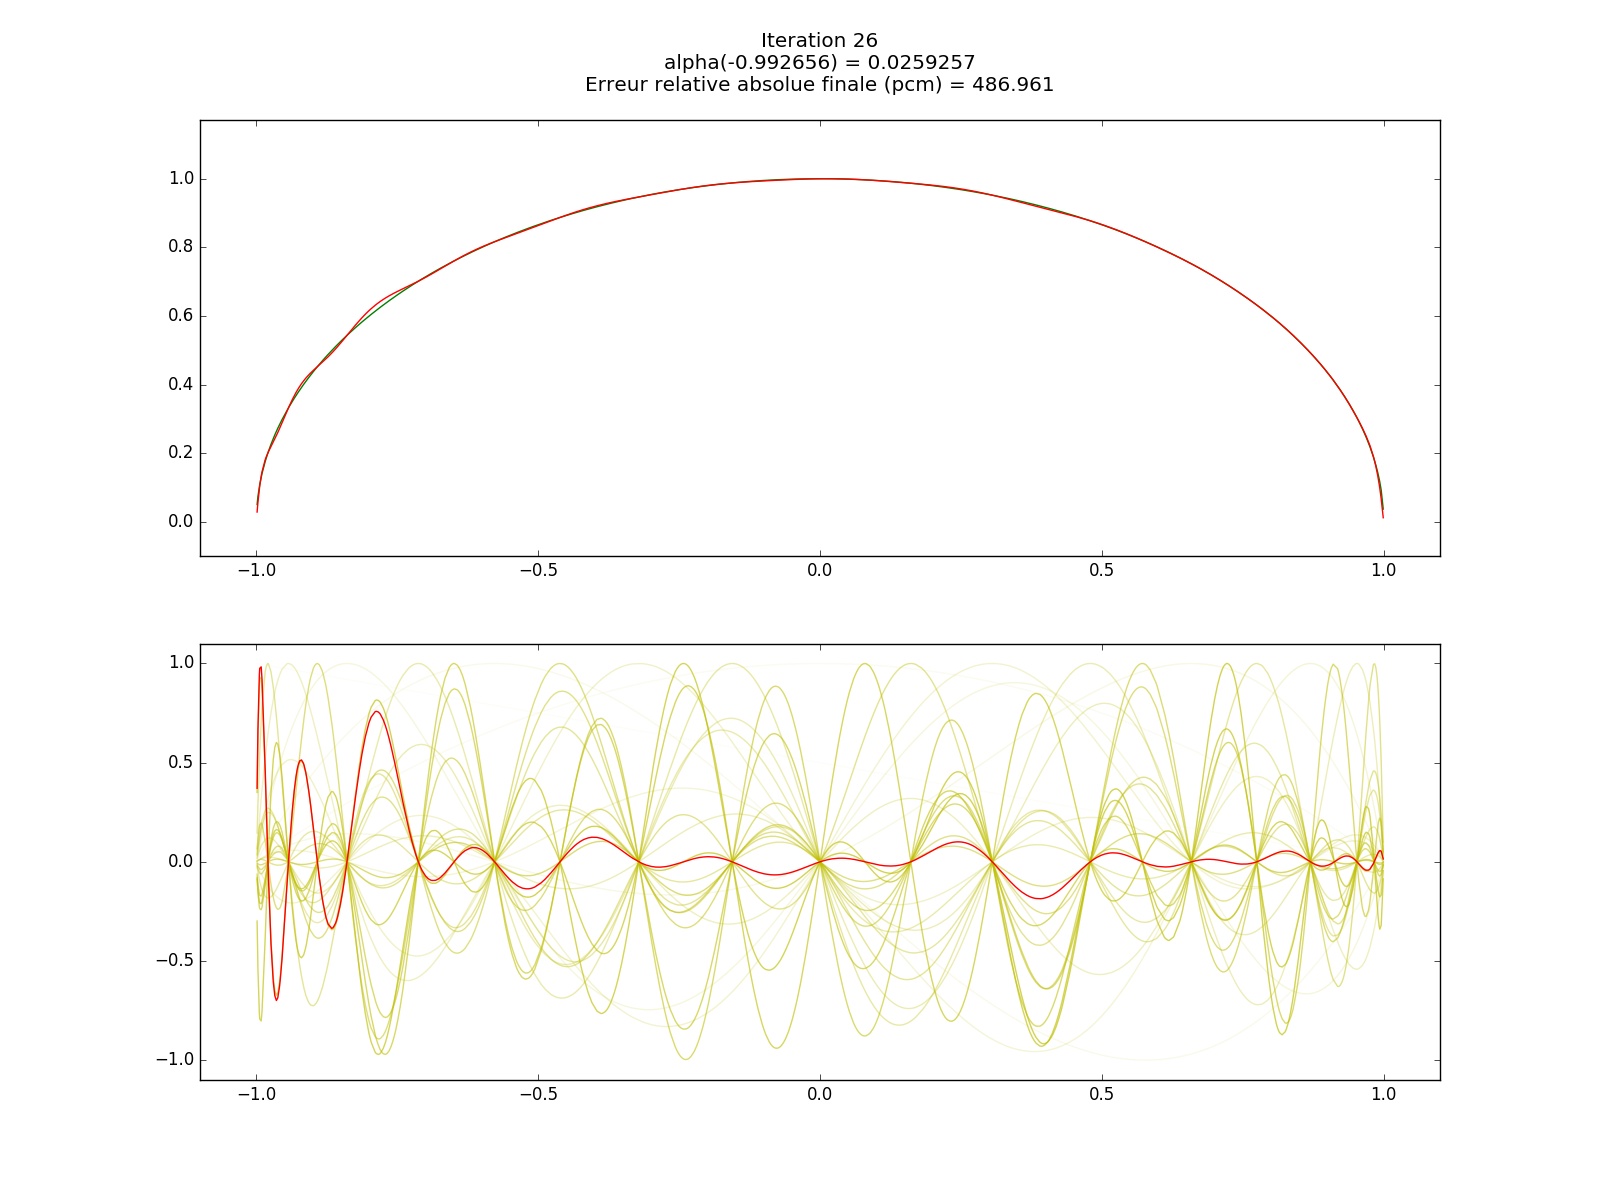 Iteration 26
alpha(-0.992656) = 0.0259257
Erreur relative absolue finale (pcm) = 486.961
1.0
0.8
0.6
0.4
0.2
0.0
−1.0 −0.5 0.0 0.5 1.0
1.0
0.5
0.0
−0.5
−1.0
−1.0 −0.5 0.0 0.5 1.0